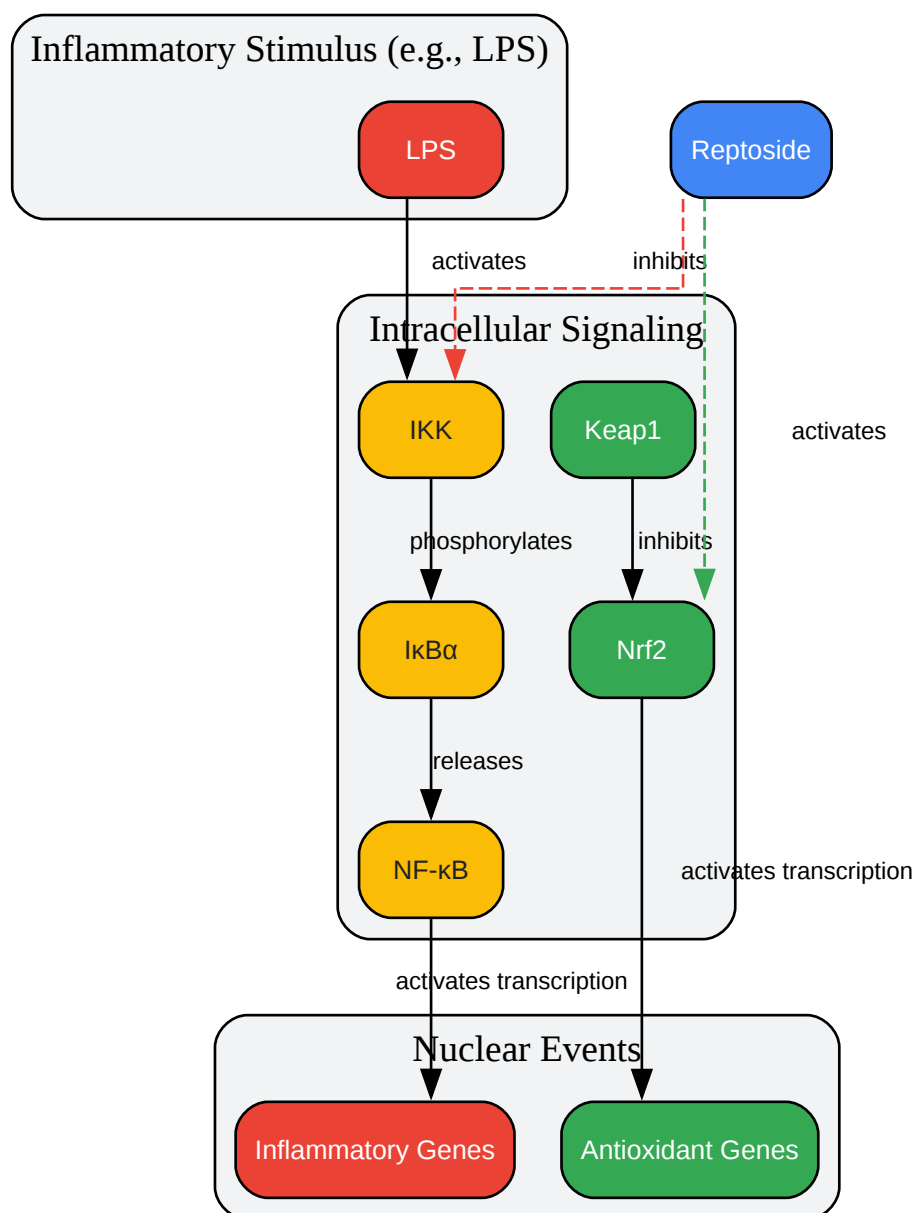 Inflammatory Stimulus (e.g., LPS)
LPS
Reptoside
activates
inhibits
Intracellular Signaling
IKK
Keap1
activates
phosphorylates
inhibits
IκBα
Nrf2
releases
NF-κB
activates transcription
activates transcription
Nuclear Events
Inflammatory Genes
Antioxidant Genes